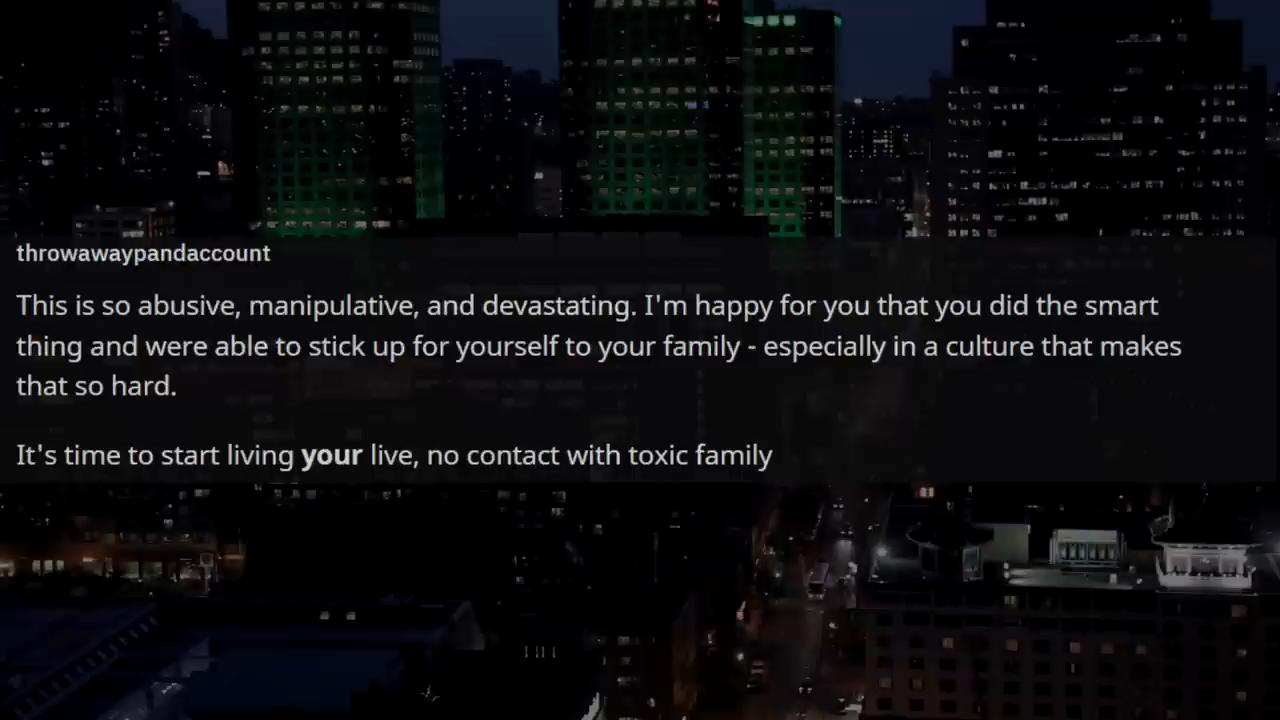 throwawaypandaccount
This is so abusive, manipulative, and devastating. I'm happy for you that you did the smart
thing and were able to stick up for yourself to your family - especially in a culture that makes
that so hard.
It's time to start living your live, no contact with toxic family